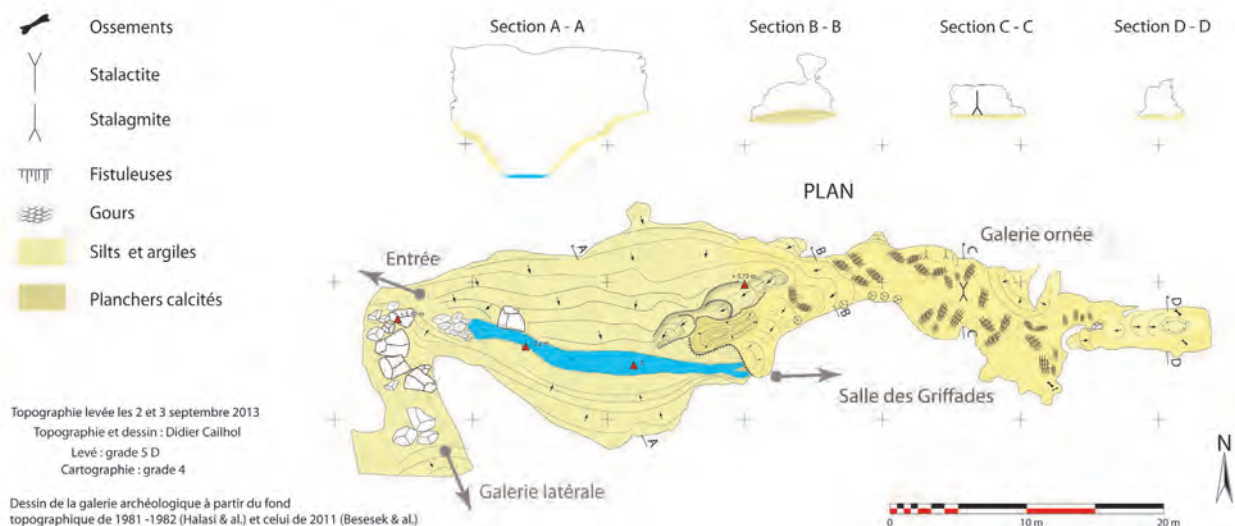 Ossements
Stalactite
Stalagmite
Fistuleuses
Gours
Silts et argiles
Planchers calcités
Section A - A
Section B - B
Section C - C
Section D - D
PLAN
Entrée
A
B
C
Galerie ornée
D
B
C
D
A
Salle des Griffades
Galerie latérale
N
Topographie levée les 2 et 3 septembre 2013
Topographie et dessin : Didier Cailhol
Levé : grade 5 D
Cartographie : grade 4
Dessin de la galerie archéologique à partir du fond
topographique de 1981 -1982 (Halasi & al.) et celui de 2011 (Besesek & al.)
0
10 m
20 m